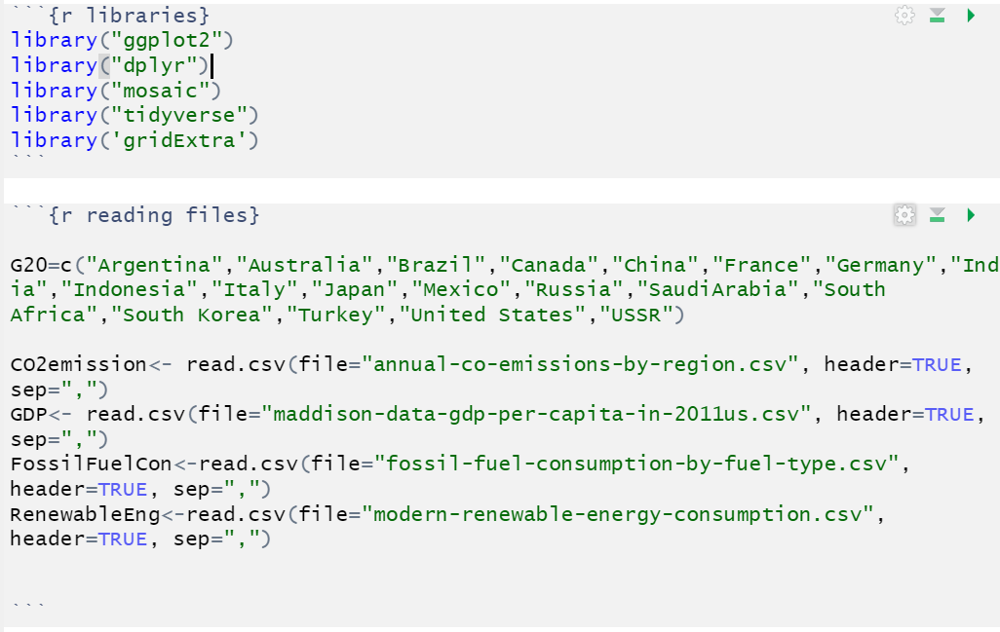 ```{r libraries}
library("ggplot2")
library("dplyr")
library("mosaic")
library("tidyverse")
library('gridExtra')
```
```{r reading files}
G20=c("Argentina","Australia","Brazil","Canada","China","France","Germany","Ind
ia","Indonesia","Italy","Japan","Mexico","Russia","SaudiArabia","South
Africa","South Korea","Turkey","United States","USSR")
CO2emission<- read.csv(file="annual-co-emissions-by-region.csv", header=TRUE,
sep=",")
GDP<- read.csv(file="maddison-data-gdp-per-capita-in-2011us.csv", header=TRUE,
sep=",")
FossilFuelCon<-read.csv(file="fossil-fuel-consumption-by-fuel-type.csv",
header=TRUE, sep=",")
RenewableEng<-read.csv(file="modern-renewable-energy-consumption.csv",
header=TRUE, sep=",")
```